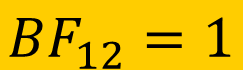 BF₁₂ = 1